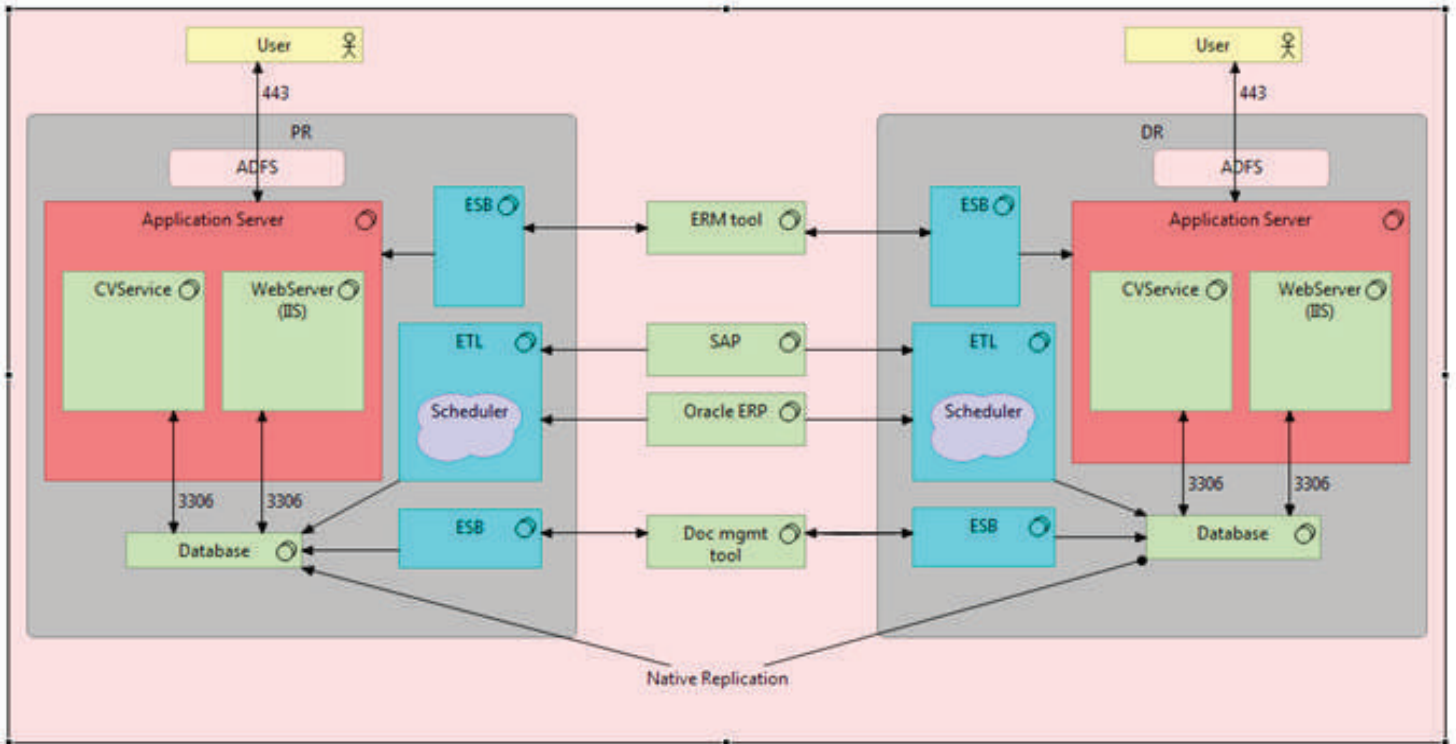 User
User
443
443
PR
DR
ADFS
ADFS
ESB
ERM tool
ESB
Application Server
Application Server
CVService
WebServer
(IIS)
CVService
WebServer
(IIS)
ETL
SAP
ETL
Scheduler
Oracle ERP
Scheduler
3306
3306
3306
3306
ESB
Doc mgmt
tool
ESB
Database
Database
Native Replication